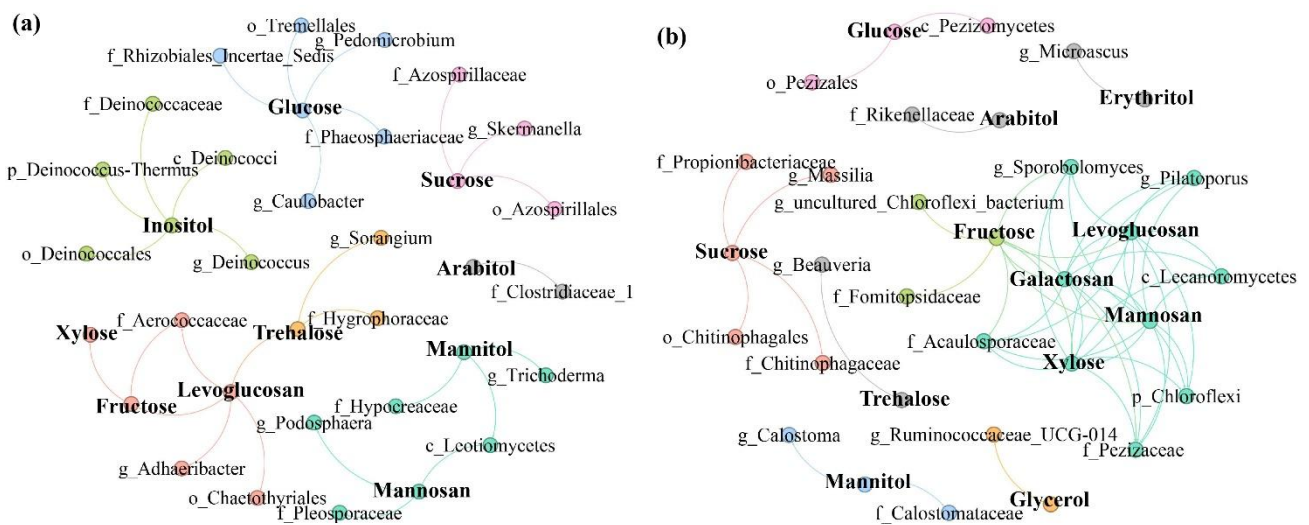 (a)
o_Tremellales
g_Pedomicrobium
f_Rhizobiales_Incertae_Sedis
f_Azospirillaceae
f_Deinococcaceae
Glucose
g_Skermanella
f_Phaeosphaeriaceae
c_Deinococci
p_Deinococcus-Thermus
Sucrose
g_Caulobacter
o_Azospirillales
Inositol
g_Sorangium
o_Deinococcales
g_Deinococcus
Arabitol
f_Clostridiaceae_1
Xylose
f_Aerococcaceae
Trehalose
f_Hygrophoraceae
Mannitol
g_Trichoderma
Levoglucosan
Fructose
f_Hypocreaceae
g_Podosphaera
c_Leotiomycetes
g_Adhaeribacter
o_Chaetothyriales
Mannosan
f_Pleosporaceae
(b)
Glucose
c_Pezizomycetes
g_Microascus
o_Pezizales
Erythritol
f_Rikenellaceae
Arabitol
f_Propionibacteriaceae
g_Massilia
g_Sporobolomyces
g_Pilatoporus
g_uncultured_Chloroflexi_bacterium
Fructose
Levoglucosan
Sucrose
g_Beauveria
Galactosan
c_Lecanoromycetes
f_Fomitopsidaceae
Mannosan
o_Chitinophagales
f_Acaulosporaceae
f_Chitinophagaceae
Xylose
Trehalose
p_Chloroflexi
g_Calostoma
g_Ruminococcaceae_UCG-014
f_Pezizaceae
Mannitol
Glycerol
f_Calostomataceae